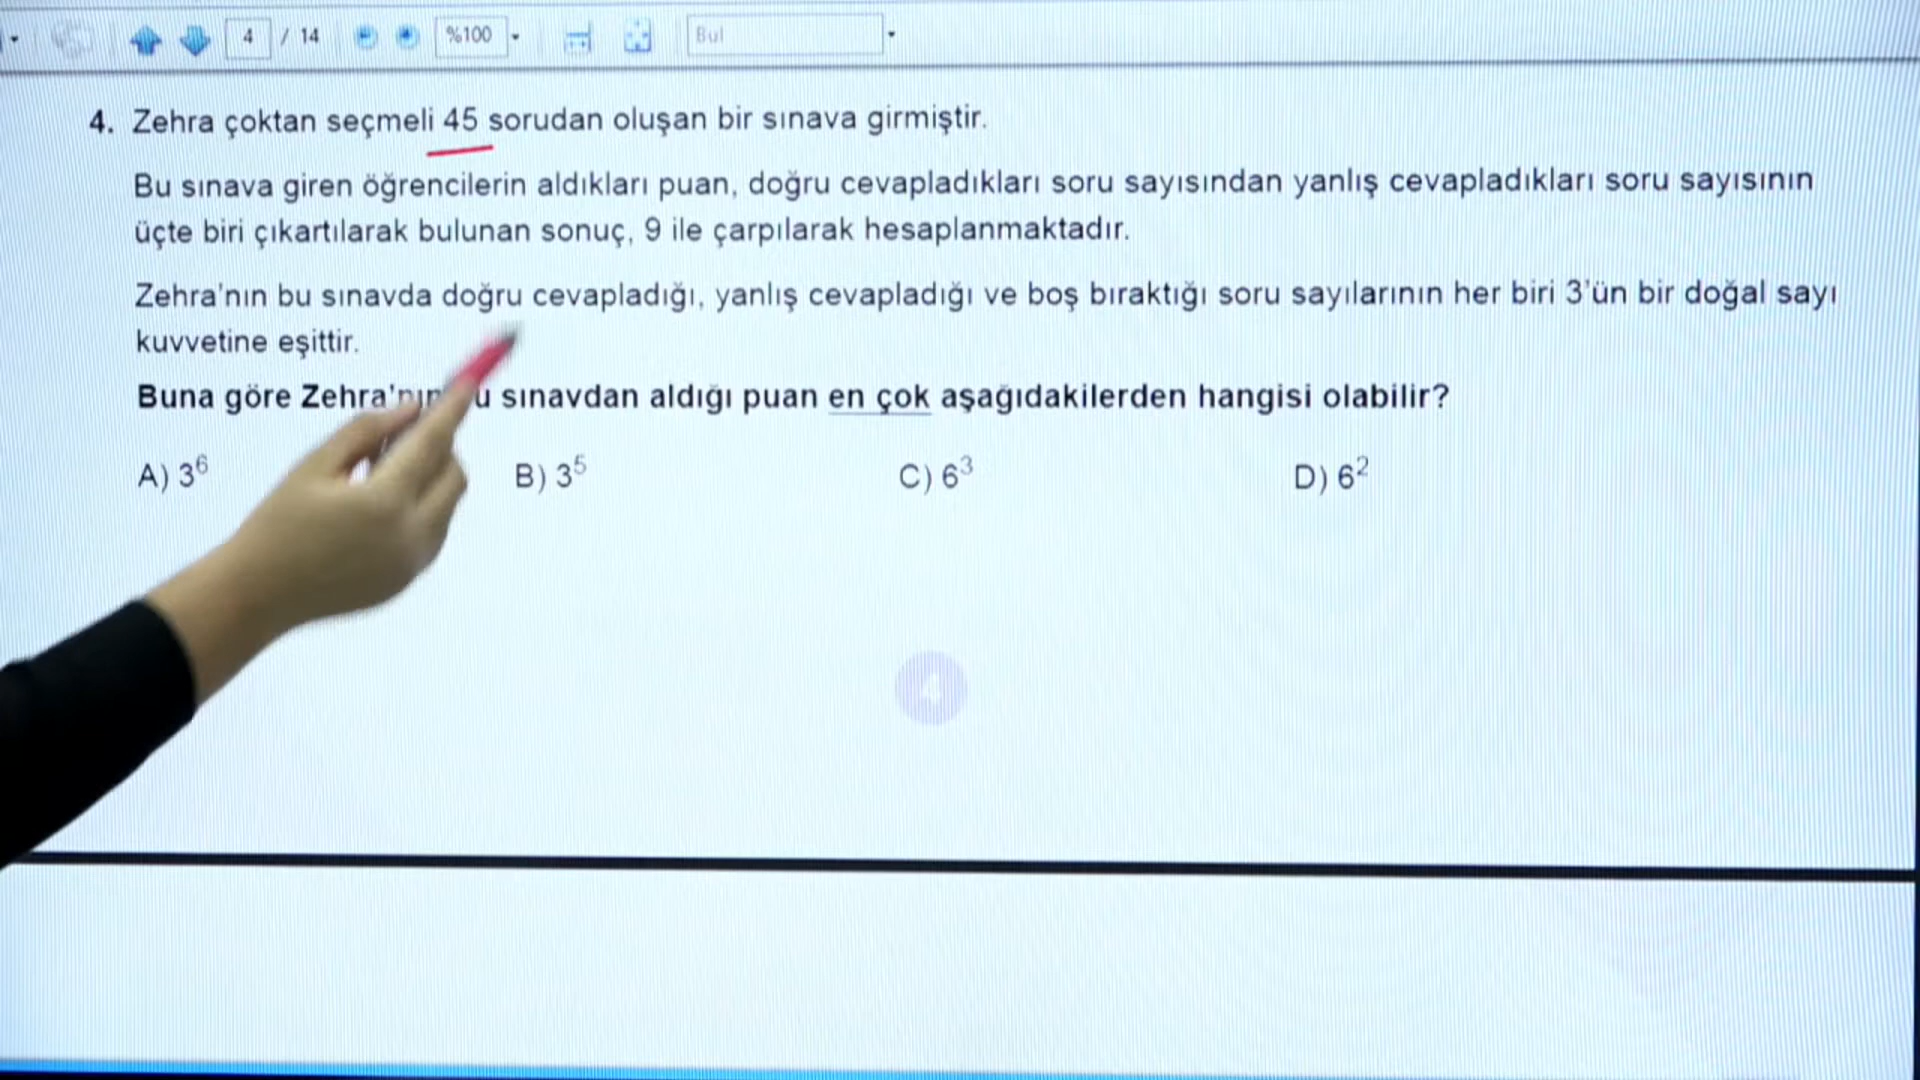 4 / 14 %100 Bul
4. Zehra çoktan seçmeli 45 sorudan oluşan bir sınava girmiştir.
Bu sınava giren öğrencilerin aldıkları puan, doğru cevapladıkları soru sayısından yanlış cevapladıkları soru sayısının
üçte biri çıkartılarak bulunan sonuç, 9 ile çarpılarak hesaplanmaktadır.
Zehra'nın bu sınavda doğru cevapladığı, yanlış cevapladığı ve boş bıraktığı soru sayılarının her biri 3'ün bir doğal sayı
kuvvetine eşittir.
Buna göre Zehra'nın sınavdan aldığı puan en çok aşağıdakilerden hangisi olabilir?
A) 3⁶ B) 3⁵ C) 6³ D) 6²
4